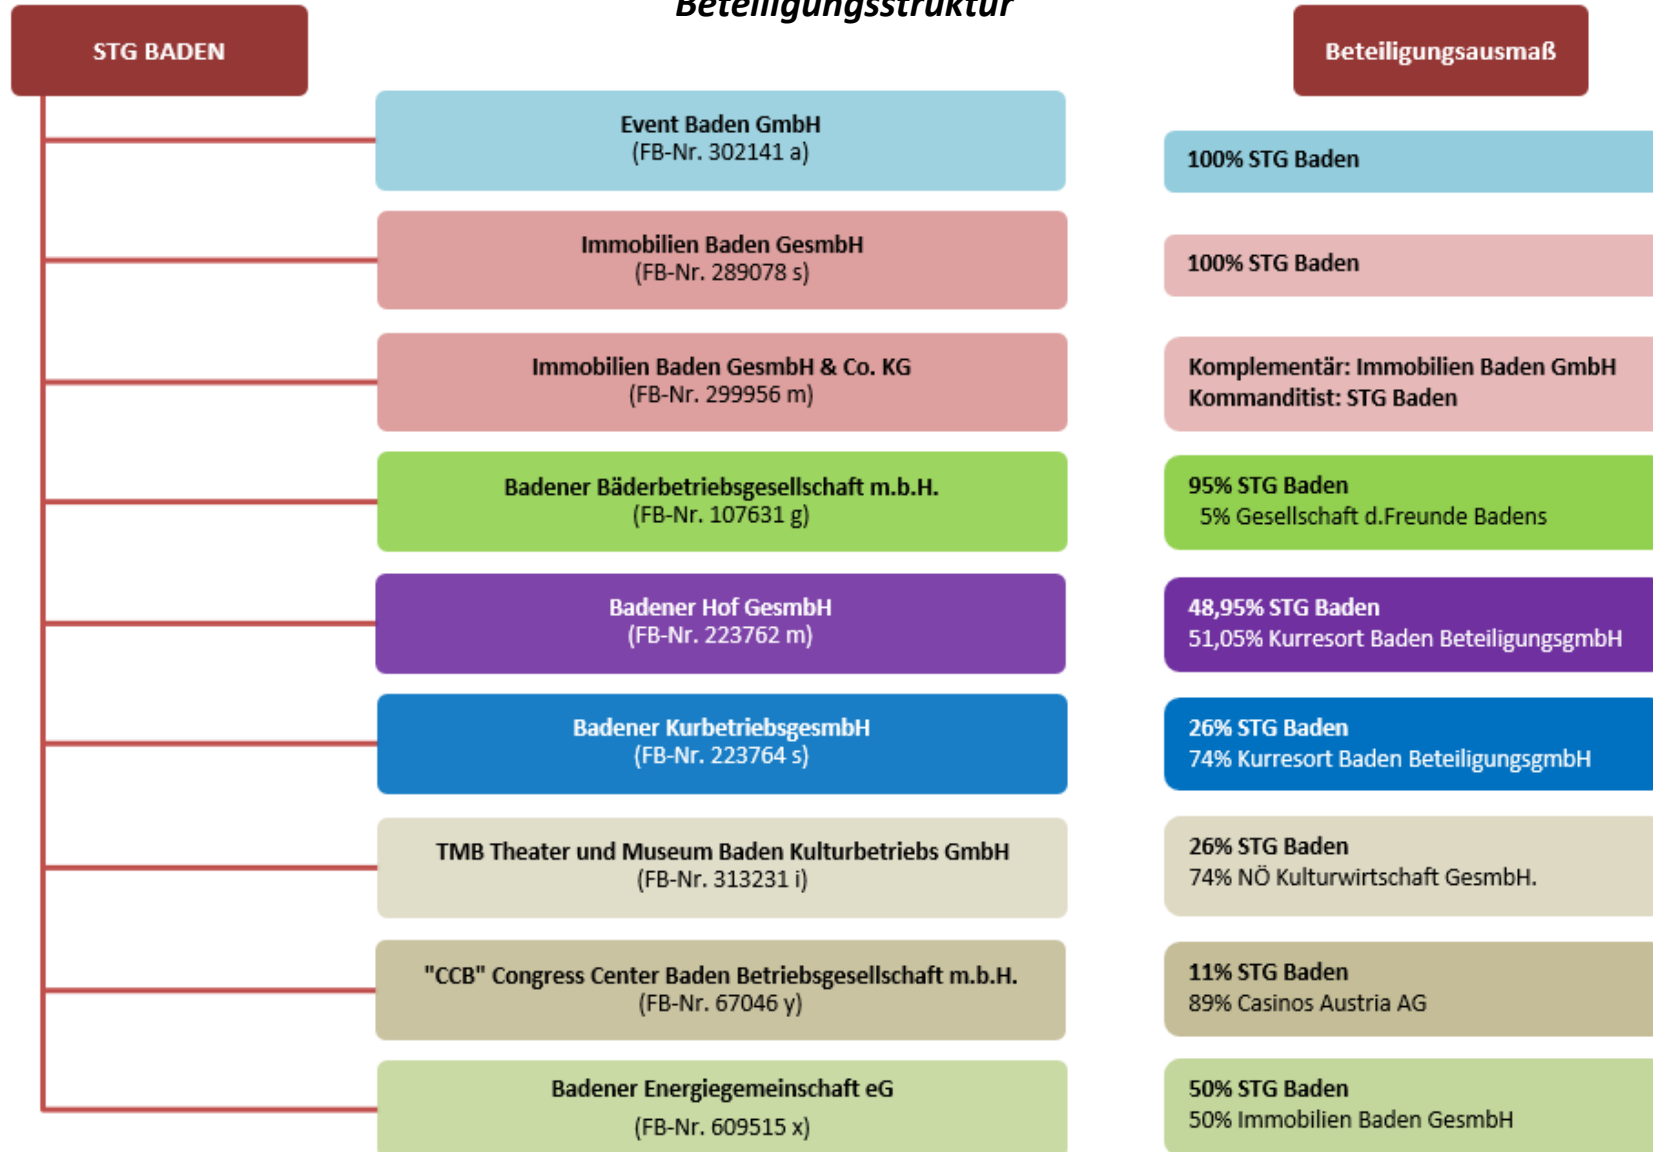 Beteiligungsstruktur
STG BADEN
Beteiligungsausmaß
Event Baden GmbH
(FB-Nr. 302141 a)
100% STG Baden
Immobilien Baden GesmbH
(FB-Nr. 289078 s)
100% STG Baden
Immobilien Baden GesmbH & Co. KG
(FB-Nr. 299956 m)
Komplementär: Immobilien Baden GmbH
Kommanditist: STG Baden
Badener Bäderbetriebsgesellschaft m.b.H.
(FB-Nr. 107631 g)
95% STG Baden
5% Gesellschaft d.Freunde Badens
Badener Hof GesmbH
(FB-Nr. 223762 m)
48,95% STG Baden
51,05% Kurresort Baden BeteiligungsgmbH
Badener KurbetriebsgesmbH
(FB-Nr. 223764 s)
26% STG Baden
74% Kurresort Baden BeteiligungsgmbH
TMB Theater und Museum Baden Kulturbetriebs GmbH
(FB-Nr. 313231 i)
26% STG Baden
74% NÖ Kulturwirtschaft GesmbH.
"CCB" Congress Center Baden Betriebsgesellschaft m.b.H.
(FB-Nr. 67046 y)
11% STG Baden
89% Casinos Austria AG
Badener Energiegemeinschaft eG
(FB-Nr. 609515 x)
50% STG Baden
50% Immobilien Baden GesmbH